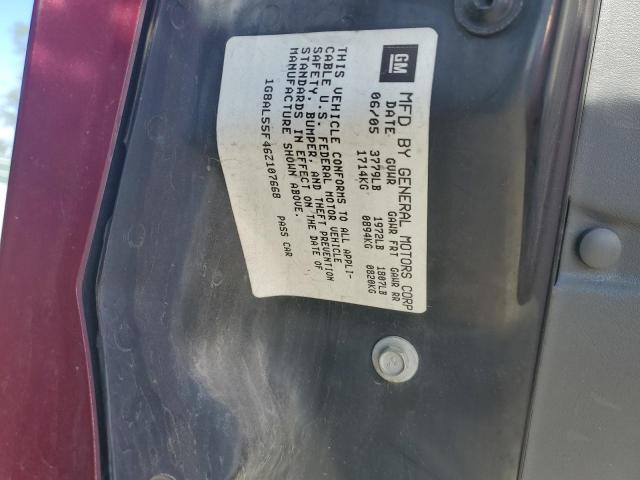 GM
MFD BY GENERAL MOTORS CORP
DATE GVWR GAWR FRT GAWR RR
06/05 3779LB 1972LB 1807LB
1714KG 0894KG 0820KG
THIS VEHICLE CONFORMS TO ALL APPLI-
CABLE U.S. FEDERAL MOTOR VEHICLE
SAFETY, BUMPER, AND THEFT PREVENTION
STANDARDS IN EFFECT ON THE DATE OF
MANUFACTURE SHOWN ABOVE.
1G8AL55F46Z107668 PASS CAR